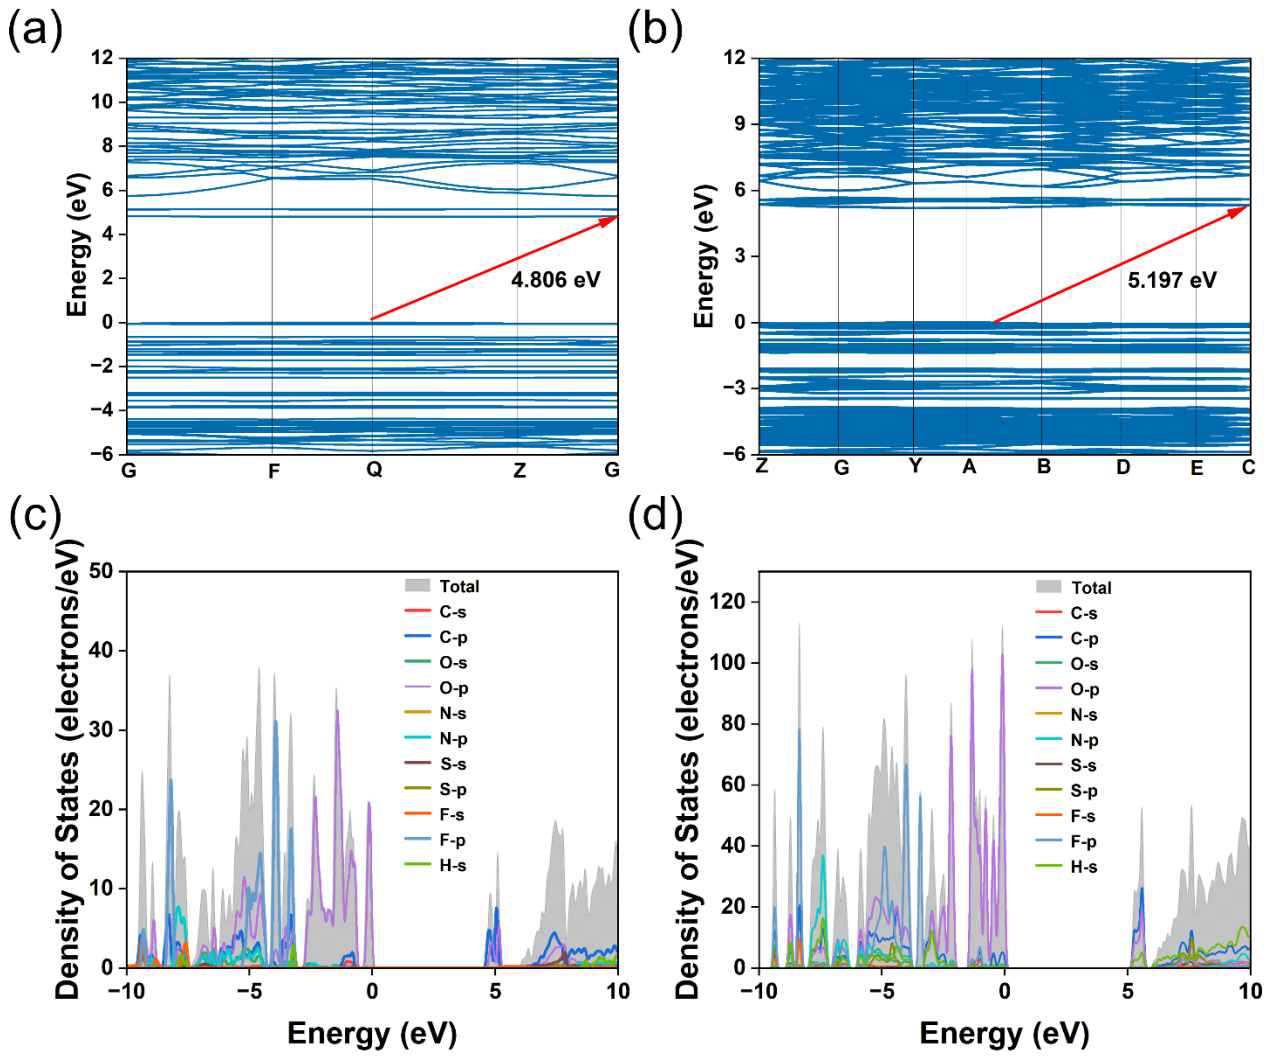 (a)
12
10
8
6
4
2
0
−2
−4
−6
Energy (eV)
4.806 eV
G F Q Z G
(b)
12
9
6
3
0
−3
−6
Energy (eV)
5.197 eV
Z G Y A B D E C
(c)
50
40
30
20
10
0
Density of States (electrons/eV)
Total
C-s
C-p
O-s
O-p
N-s
N-p
S-s
S-p
F-s
F-p
H-s
−10 −5 0 5 10
Energy (eV)
(d)
120
100
80
60
40
20
0
Density of States (electrons/eV)
Total
C-s
C-p
O-s
O-p
N-s
N-p
S-s
S-p
F-s
F-p
H-s
−10 −5 0 5 10
Energy (eV)